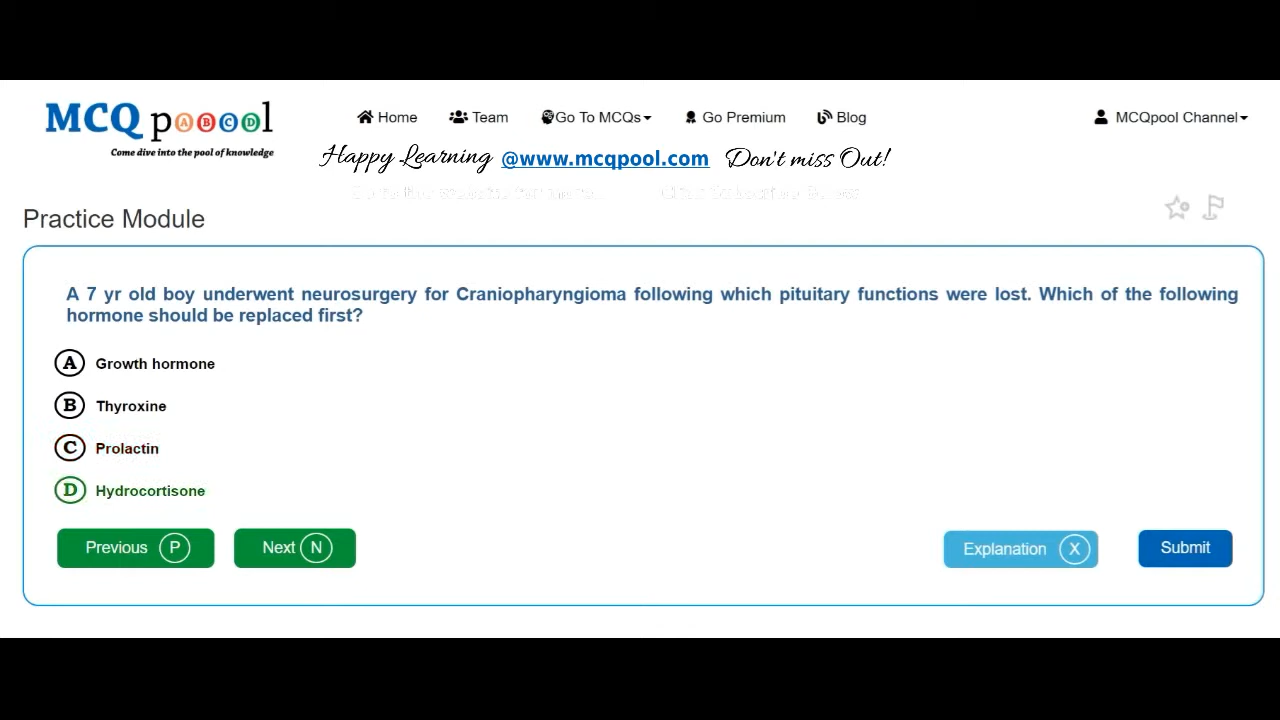 MCQ pooool
Come dive into the pool of knowledge
Home Team Go To MCQs Go Premium Blog MCQpool Channel
Happy Learning @www.mcqpool.com Don't miss Out!
Practice Module
A 7 yr old boy underwent neurosurgery for Craniopharyngioma following which pituitary functions were lost. Which of the following
hormone should be replaced first?
A Growth hormone
B Thyroxine
C Prolactin
D Hydrocortisone
Previous P Next N Explanation X Submit